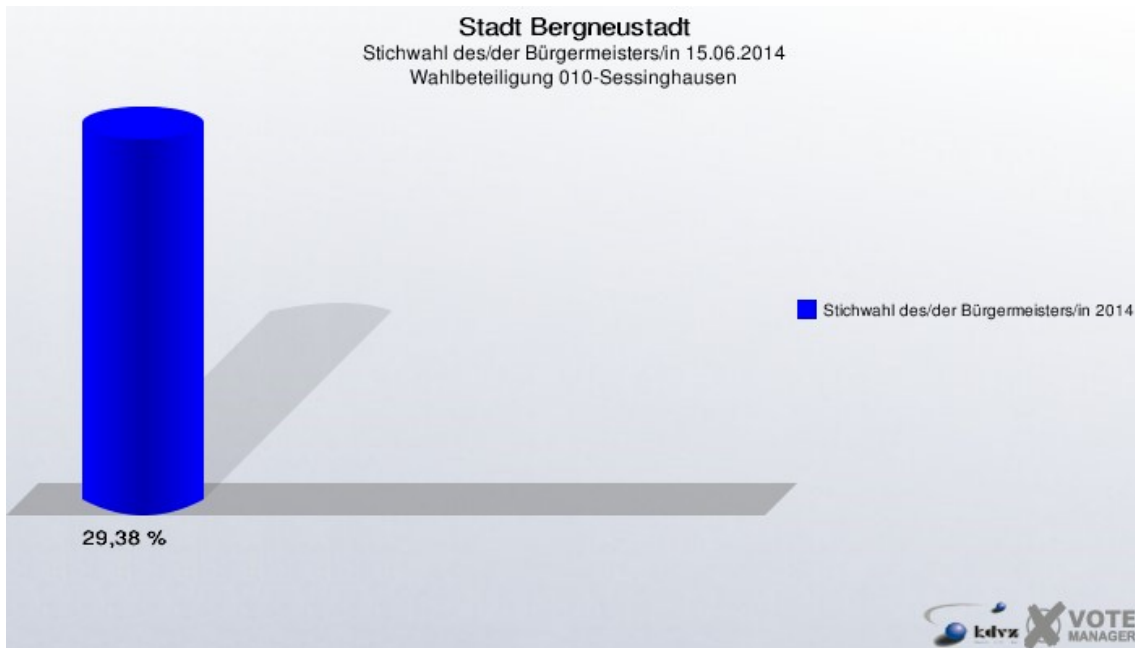 Stadt Bergneustadt
Stichwahl des/der Bürgermeisters/in 15.06.2014
Wahlbeteiligung 010-Sessinghausen
Stichwahl des/der Bürgermeisters/in 2014
29,38 %
kdvz
VOTE
MANAGER